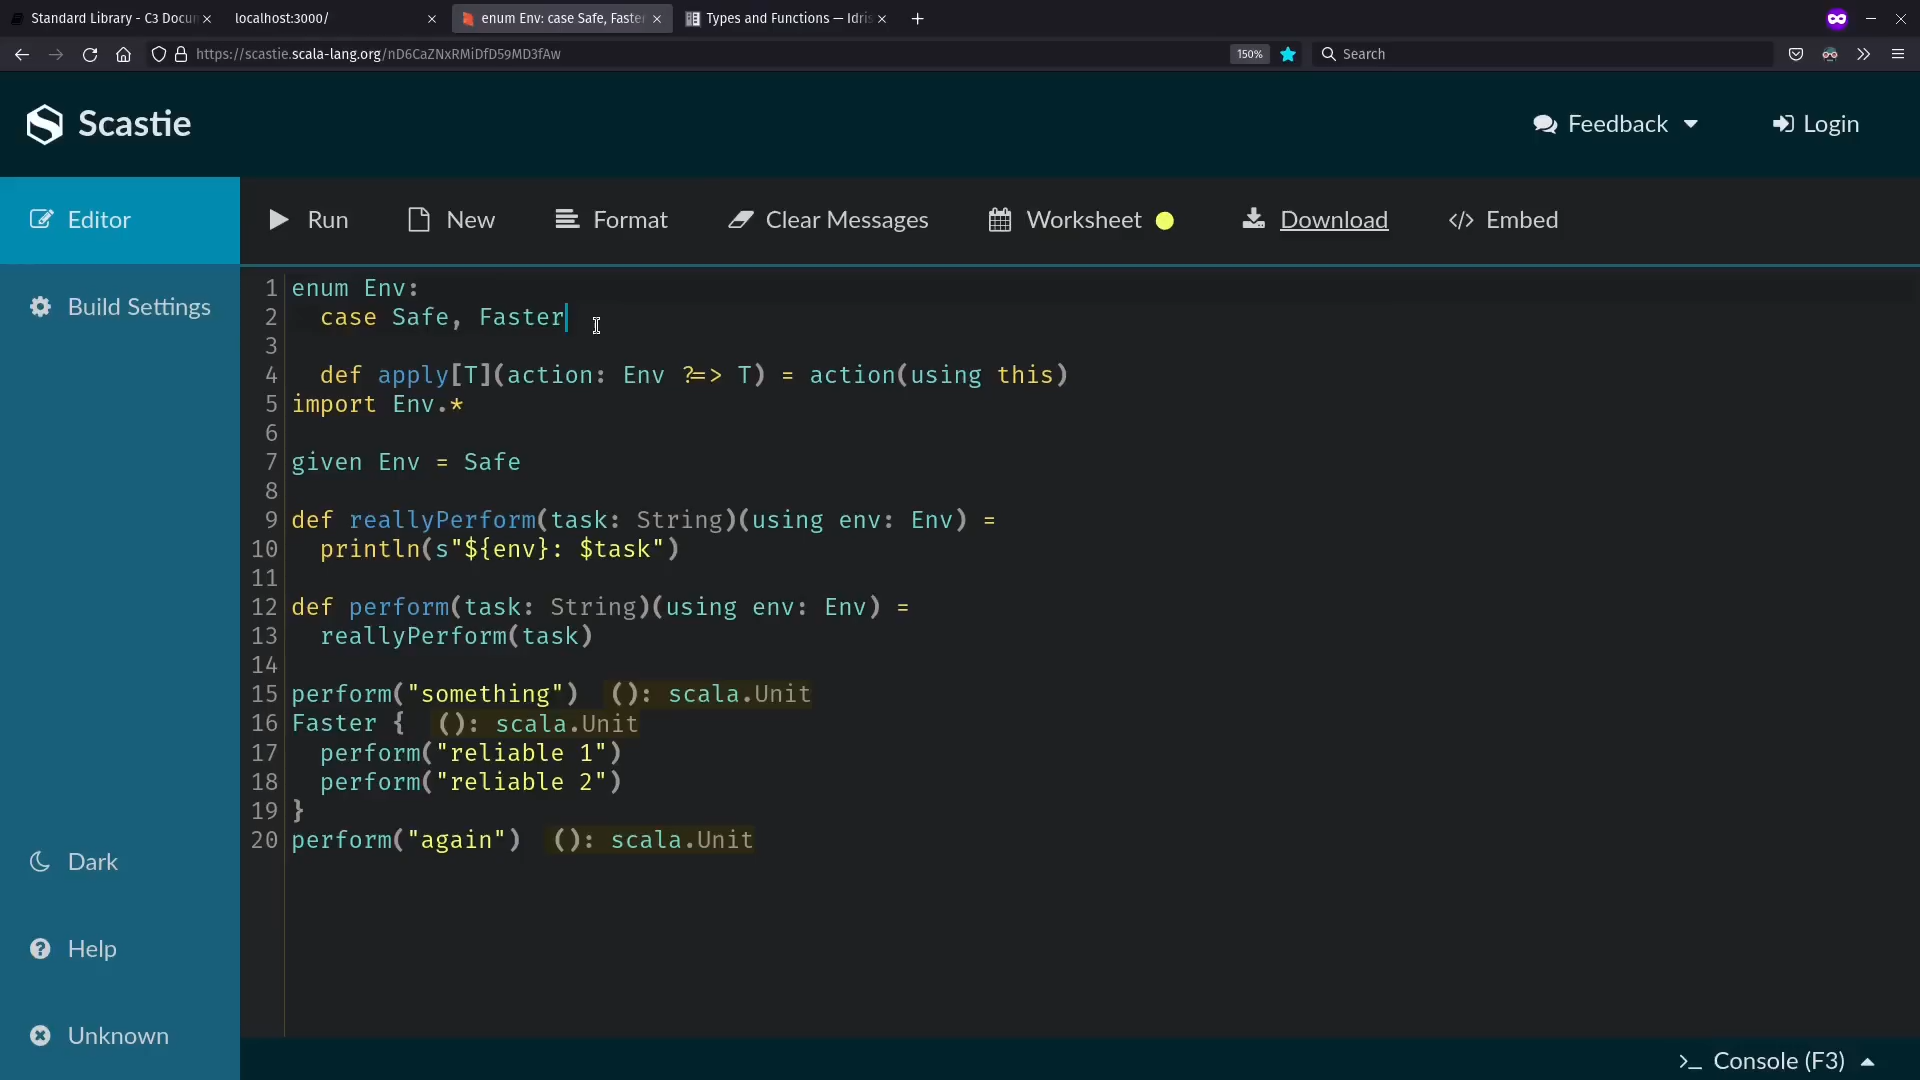 Standard Library - C3 Docum
localhost:3000/
enum Env: case Safe, Faste
Types and Functions — Idris
https://scastie.scala-lang.org/nD6CaZNxRMiDfD59MD3fAw
150%
Search
Scastie
Feedback
Login
Editor
Run
New
Format
Clear Messages
Worksheet
Download
</> Embed
Build Settings
1 enum Env:
2 case Safe, Faster
3
4 def apply[T](action: Env ?=> T) = action(using this)
5 import Env.*
6
7 given Env = Safe
8
9 def reallyPerform(task: String)(using env: Env) =
10 println(s"${env}: $task")
11
12 def perform(task: String)(using env: Env) =
13 reallyPerform(task)
14
15 perform("something") (): scala.Unit
16 Faster { (): scala.Unit
17 perform("reliable 1")
18 perform("reliable 2")
19 }
20 perform("again") (): scala.Unit
Dark
Help
Unknown
>_ Console (F3)